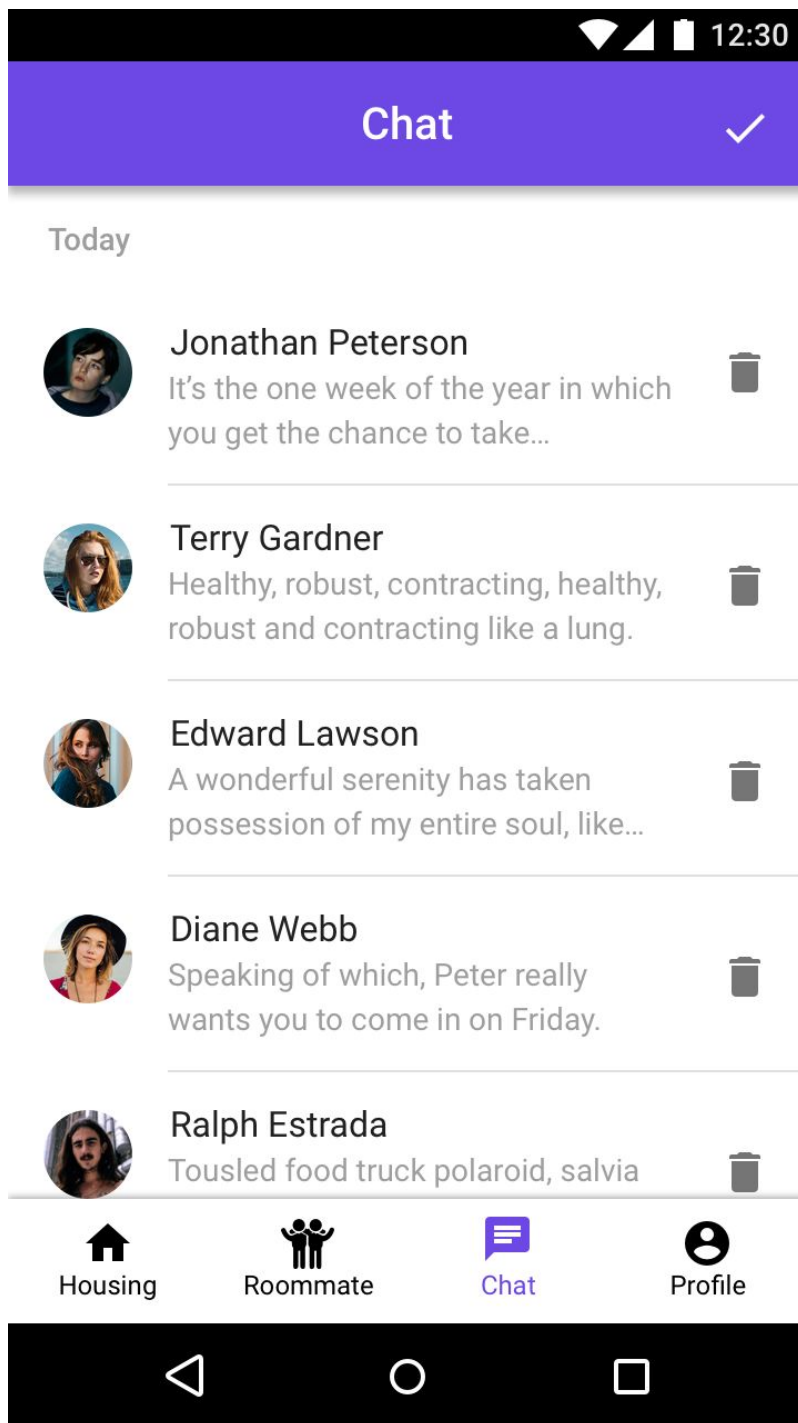 12:30
Chat
Today
Jonathan Peterson
It’s the one week of the year in which
you get the chance to take…
Terry Gardner
Healthy, robust, contracting, healthy,
robust and contracting like a lung.
Edward Lawson
A wonderful serenity has taken
possession of my entire soul, like…
Diane Webb
Speaking of which, Peter really
wants you to come in on Friday.
Ralph Estrada
Tousled food truck polaroid, salvia
Housing
Roommate
Chat
Profile